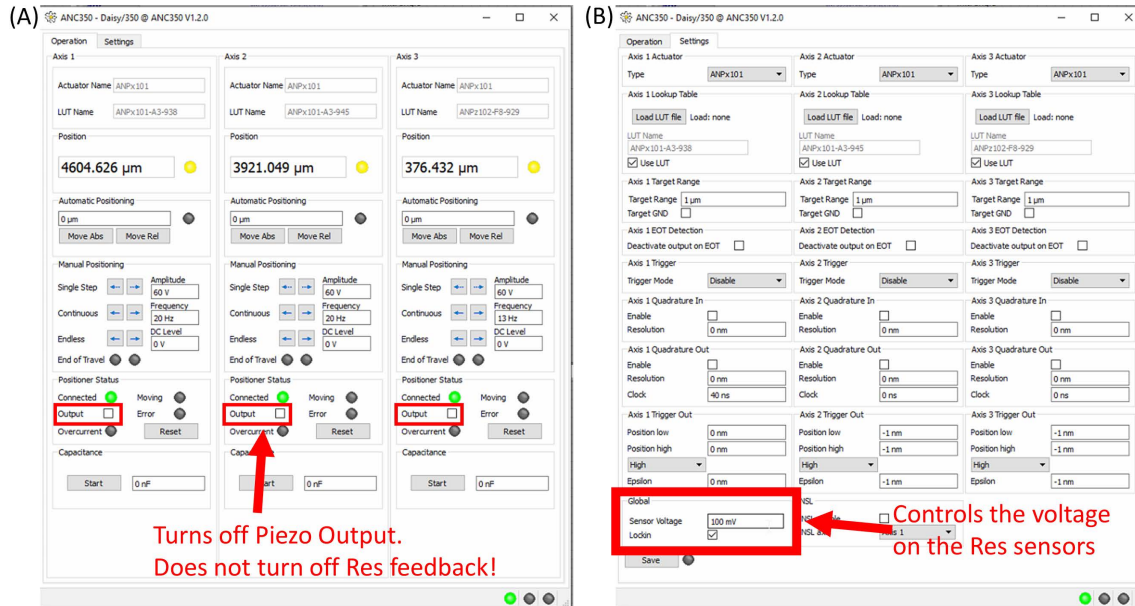 (A)
ANC350 - Daisy/350 @ ANC350 V1.2.0
Operation Settings
Axis 1 Axis 2 Axis 3
Actuator Name ANPx101 Actuator Name ANPx101 Actuator Name ANPx101
LUT Name ANPx101-A3-938 LUT Name ANPx101-A3-945 LUT Name ANPz102-F8-929
Position Position Position
4604.626 µm 3921.049 µm 376.432 µm
Automatic Positioning Automatic Positioning Automatic Positioning
0 µm 0 µm 0 µm
Move Abs Move Rel Move Abs Move Rel Move Abs Move Rel
Manual Positioning Manual Positioning Manual Positioning
Amplitude Amplitude Amplitude
Single Step 60 V Single Step 60 V Single Step 60 V
Frequency Frequency Frequency
Continuous 20 Hz Continuous 20 Hz Continuous 13 Hz
DC Level DC Level DC Level
Endless 0 V Endless 0 V Endless 0 V
End of Travel End of Travel End of Travel
Positioner Status Positioner Status Positioner Status
Connected Moving Connected Moving Connected Moving
Output Error Output Error Output Error
Overcurrent Reset Overcurrent Reset Overcurrent Reset
Capacitance Capacitance
Start 0 nF 0 nF Start 0 nF
Turns off Piezo Output.
Does not turn off Res feedback!
(B)
ANC350 - Daisy/350 @ ANC350 V1.2.0
Operation Settings
Axis 1 Actuator Axis 2 Actuator Axis 3 Actuator
Type ANPx101 Type ANPx101 Type ANPx101
Axis 1 Lookup Table Axis 2 Lookup Table Axis 3 Lookup Table
Load LUT file Load: none Load LUT file Load: none Load LUT file Load: none
LUT Name LUT Name LUT Name
ANPx101-A3-938 ANPx101-A3-945 ANPz102-F8-929
Use LUT Use LUT Use LUT
Axis 1 Target Range Axis 2 Target Range Axis 3 Target Range
Target Range 1 µm Target Range 1 µm Target Range 1 µm
Target GND Target GND Target GND
Axis 1 EOT Detection Axis 2 EOT Detection Axis 3 EOT Detection
Deactivate output on EOT Deactivate output on EOT Deactivate output on EOT
Axis 1 Trigger Axis 2 Trigger Axis 3 Trigger
Trigger Mode Disable Trigger Mode Disable Trigger Mode Disable
Axis 1 Quadrature In Axis 2 Quadrature In Axis 3 Quadrature In
Enable Enable Enable
Resolution 0 nm Resolution 0 nm Resolution 0 nm
Axis 1 Quadrature Out Axis 2 Quadrature Out Axis 3 Quadrature Out
Enable Enable Enable
Resolution 0 nm Resolution 0 nm Resolution 0 nm
Clock 40 ns Clock 0 ns Clock 0 ns
Axis 1 Trigger Out Axis 2 Trigger Out Axis 3 Trigger Out
Position low 0 nm Position low -1 nm Position low -1 nm
Position high 0 nm Position high -1 nm Position high -1 nm
High High High
Epsilon 0 nm Epsilon -1 nm Epsilon -1 nm
Global
Sensor Voltage 100 mV
Lockin
Save
Controls the voltage
on the Res sensors